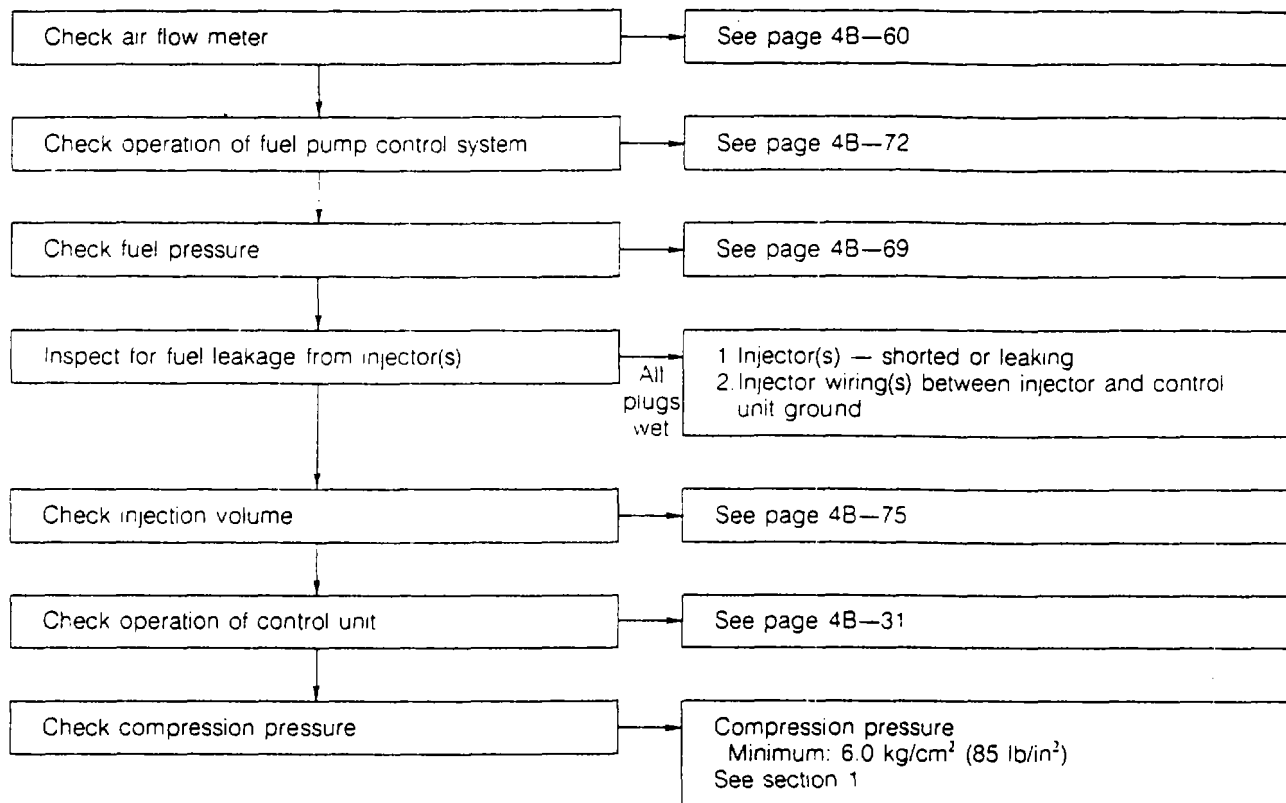 Check air flow meter
See page 4B—60
Check operation of fuel pump control system
See page 4B—72
Check fuel pressure
See page 4B—69
Inspect for fuel leakage from injector(s)
All
plugs
wet
1 Injector(s) — shorted or leaking
2. Injector wiring(s) between injector and control
unit ground
Check injection volume
See page 4B—75
Check operation of control unit
See page 4B—31
Check compression pressure
Compression pressure
Minimum: 6.0 kg/cm² (85 lb/in²)
See section 1